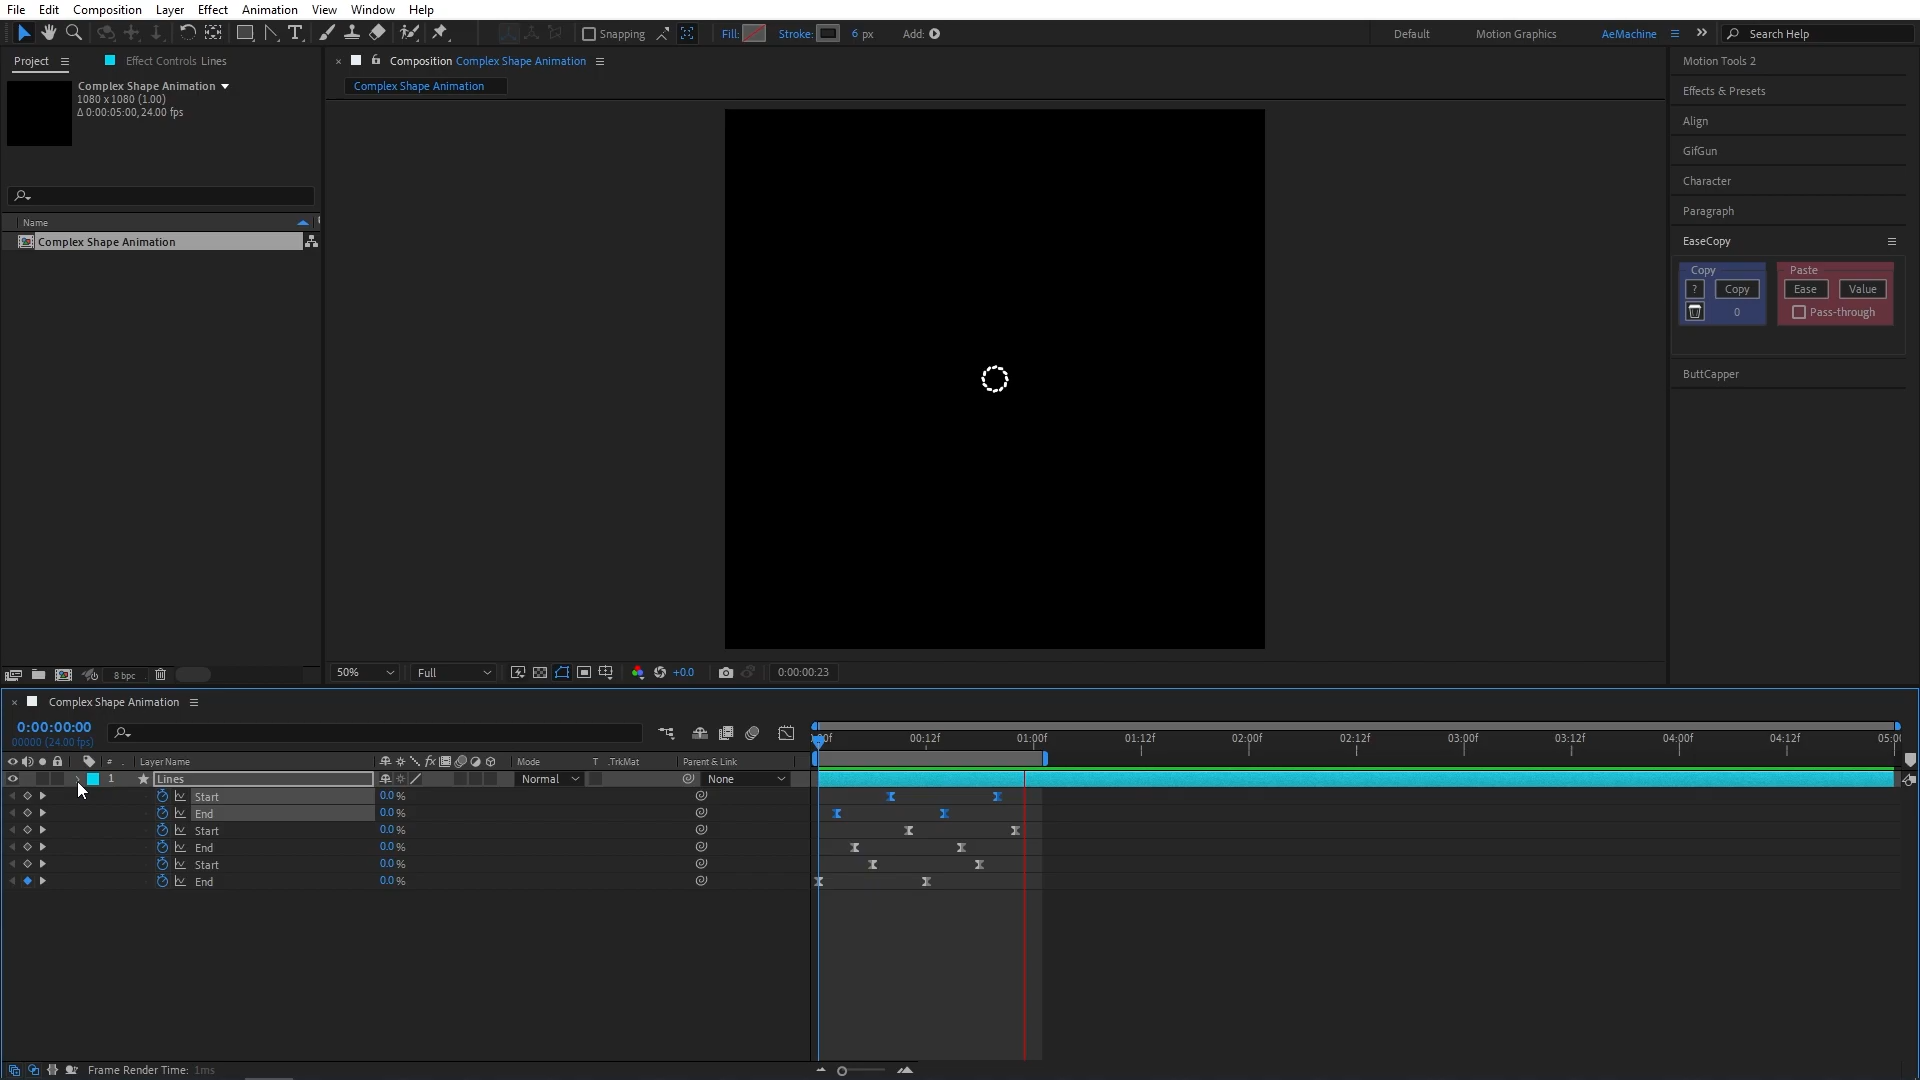 File Edit Composition Layer Effect Animation View Window Help
Snapping Fill: Stroke: 6 px Add: Default Motion Graphics AeMachine Search Help
Project Effect Controls Lines Composition Complex Shape Animation Motion Tools 2
Complex Shape Animation Complex Shape Animation
1080 x 1080 (1.00)
Δ 0:00:05:00, 24.00 fps
Effects & Presets
Align
GifGun
Character
Paragraph
Name
Complex Shape Animation
EaseCopy
Copy Paste
? Copy Ease Value
0 Pass-through
ButtCapper
8 bpc 50% Full +0.0 0:00:00:23
Complex Shape Animation
0:00:00:00
00000 (24.00 fps)
00:12f 01:00f 01:12f 02:00f 02:12f 03:00f 03:12f 04:00f 04:12f
# . Layer Name fx Mode T .TrkMat Parent & Link
1 Lines Normal None
Start 0.0 %
End 0.0 %
Start 0.0 %
End 0.0 %
Start 0.0 %
End 0.0 %
Frame Render Time: 1ms